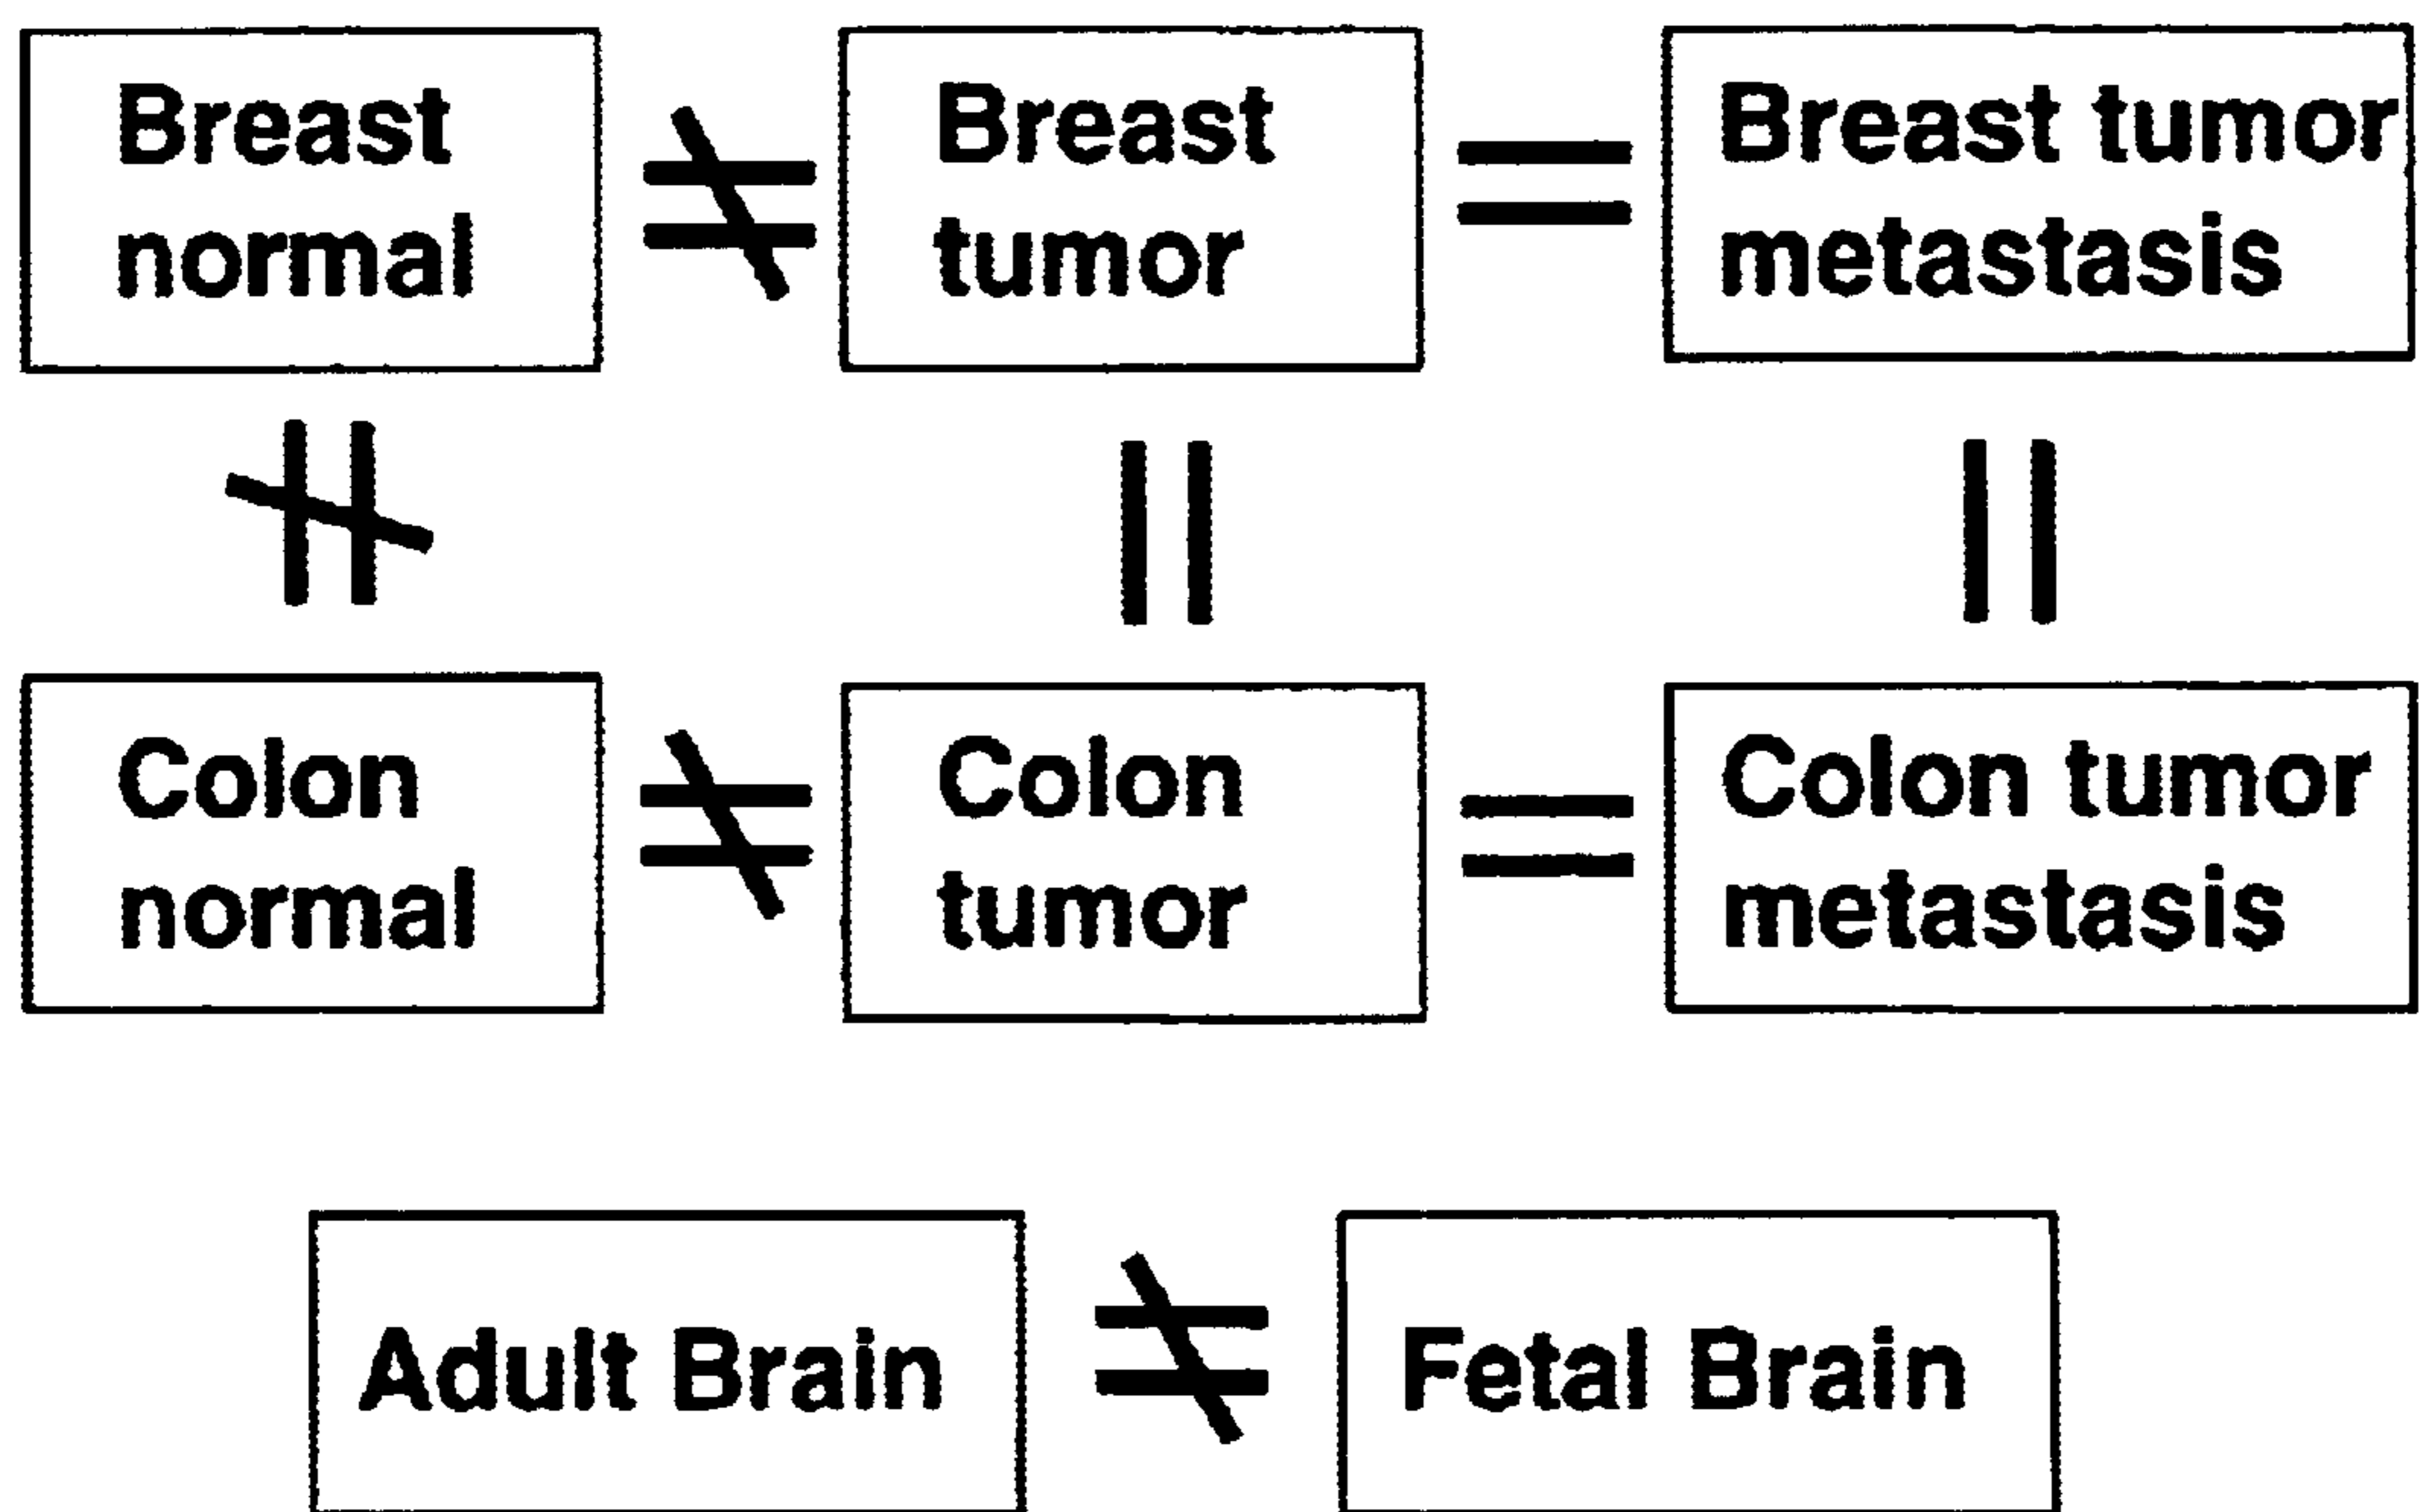 Breast
normal
≠
Breast
tumor
=
Breast tumor
metastasis
≠
=
=
Colon
normal
≠
Colon
tumor
=
Colon tumor
metastasis
Adult Brain
≠
Fetal Brain